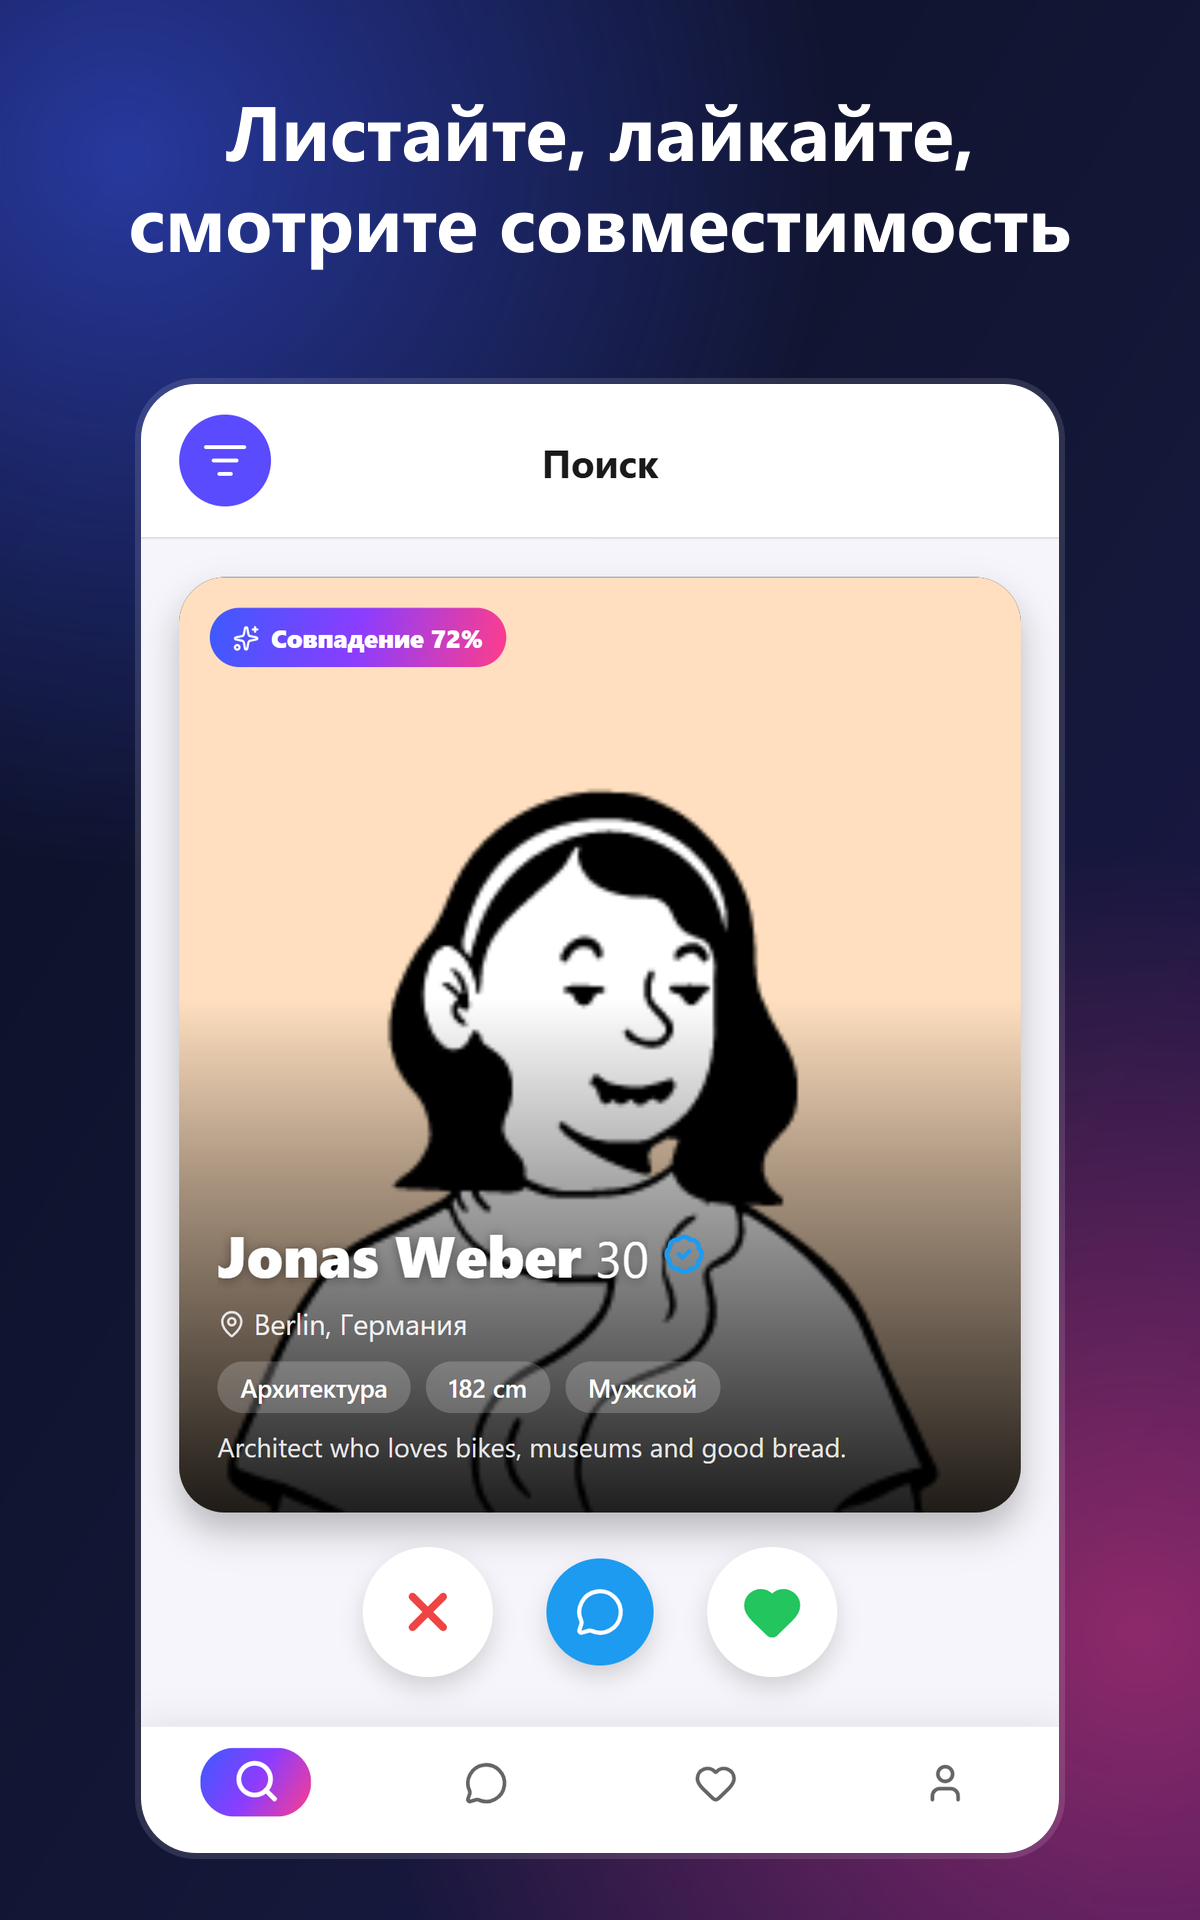 Листайте, лайкайте,
смотрите совместимость
Поиск
Совпадение 72%
Jonas Weber 30
Berlin, Германия
Архитектура
182 cm
Мужской
Architect who loves bikes, museums and good bread.